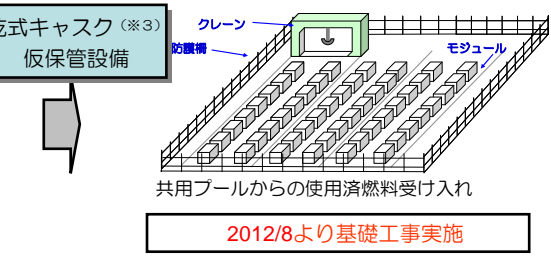 乾式キャスク（※3）
仮保管設備
クレーン
防護柵
モジュール
共用プールからの使用済燃料受け入れ
2012/8より基礎工事実施